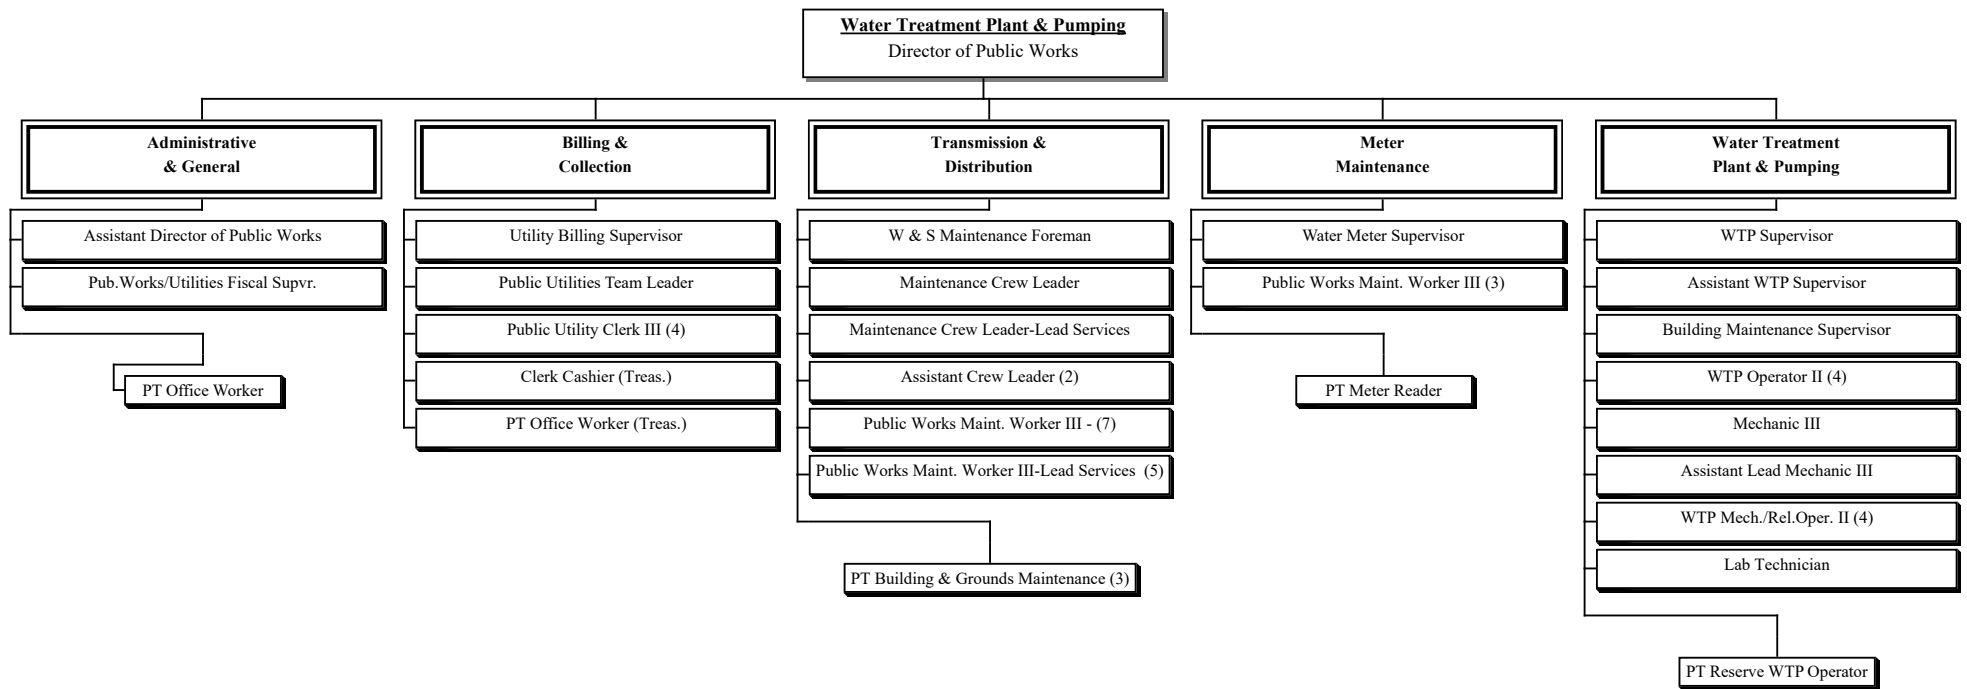 Water Treatment Plant & Pumping
Director of Public Works
Administrative
& General
Assistant Director of Public Works
Pub.Works/Utilities Fiscal Supvr.
PT Office Worker
Billing &
Collection
Utility Billing Supervisor
Public Utilities Team Leader
Public Utility Clerk III (4)
Clerk Cashier (Treas.)
PT Office Worker (Treas.)
Transmission &
Distribution
W & S Maintenance Foreman
Maintenance Crew Leader
Maintenance Crew Leader-Lead Services
Assistant Crew Leader (2)
Public Works Maint. Worker III - (7)
Public Works Maint. Worker III-Lead Services (5)
PT Building & Grounds Maintenance (3)
Meter
Maintenance
Water Meter Supervisor
Public Works Maint. Worker III (3)
PT Meter Reader
Water Treatment
Plant & Pumping
WTP Supervisor
Assistant WTP Supervisor
Building Maintenance Supervisor
WTP Operator II (4)
Mechanic III
Assistant Lead Mechanic III
WTP Mech./Rel.Oper. II (4)
Lab Technician
PT Reserve WTP Operator